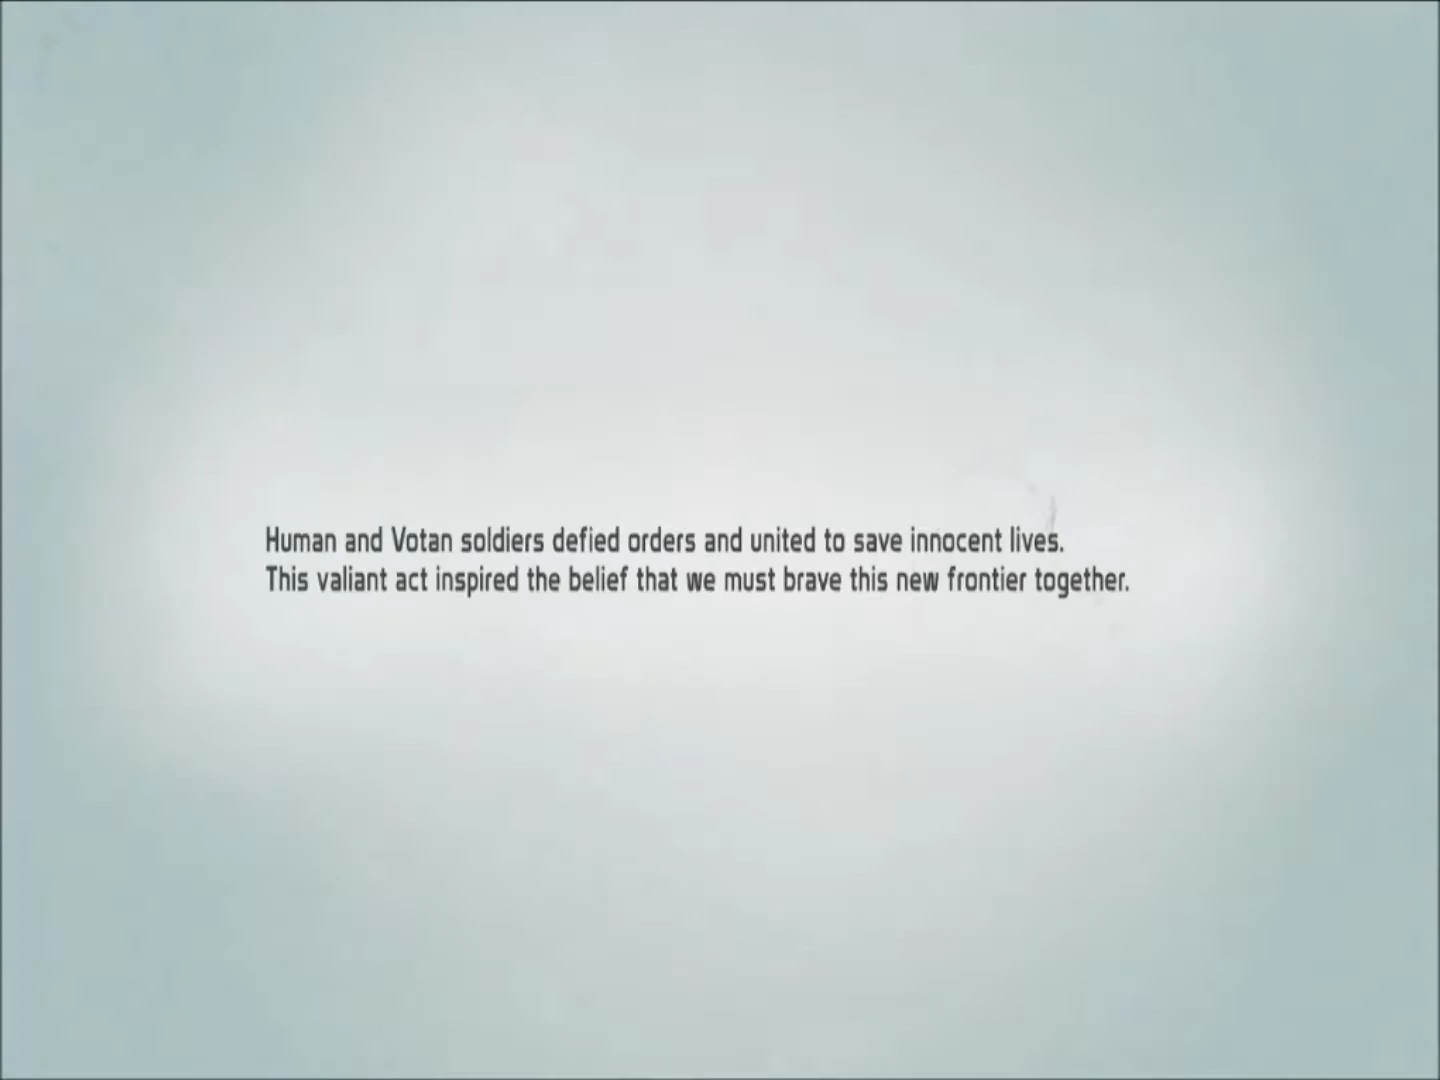 Human and Votan soldiers defied orders and united to save innocent lives.
This valiant act inspired the belief that we must brave this new frontier together.